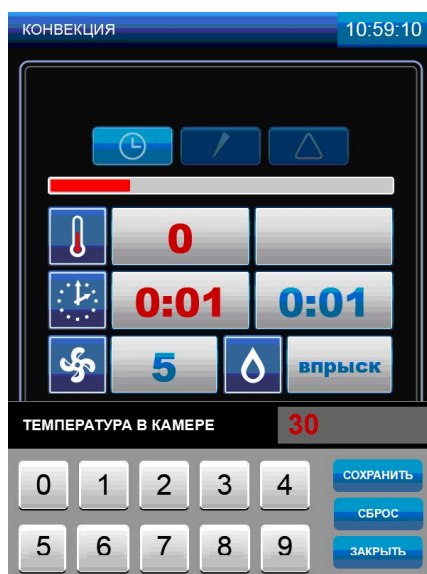 КОНВЕКЦИЯ 10:59:10
0
0:01 0:01
5 впрыск
ТЕМПЕРАТУРА В КАМЕРЕ 30
0 1 2 3 4 СОХРАНИТЬ
СБРОС
5 6 7 8 9 ЗАКРЫТЬ